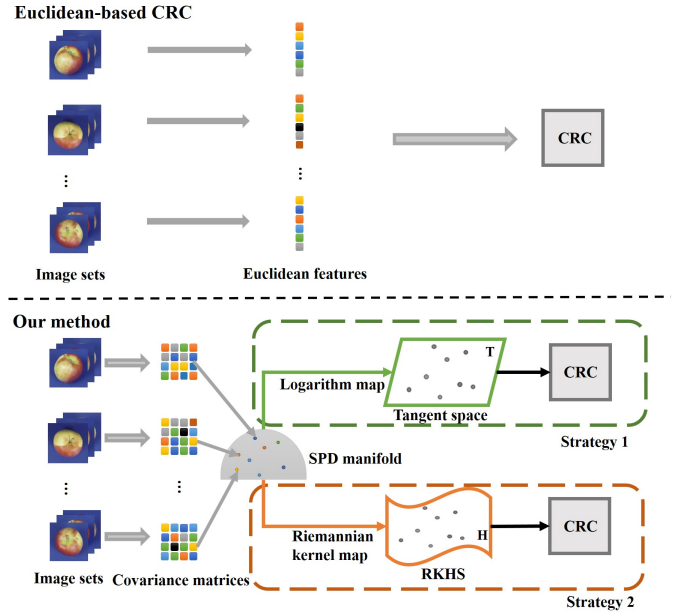 Euclidean-based CRC
CRC
...
...
Image sets
Euclidean features
Our method
T
Logarithm map
CRC
Tangent space
Strategy 1
SPD manifold
...
...
Riemannian
kernel map
H
CRC
RKHS
Image sets
Covariance matrices
Strategy 2